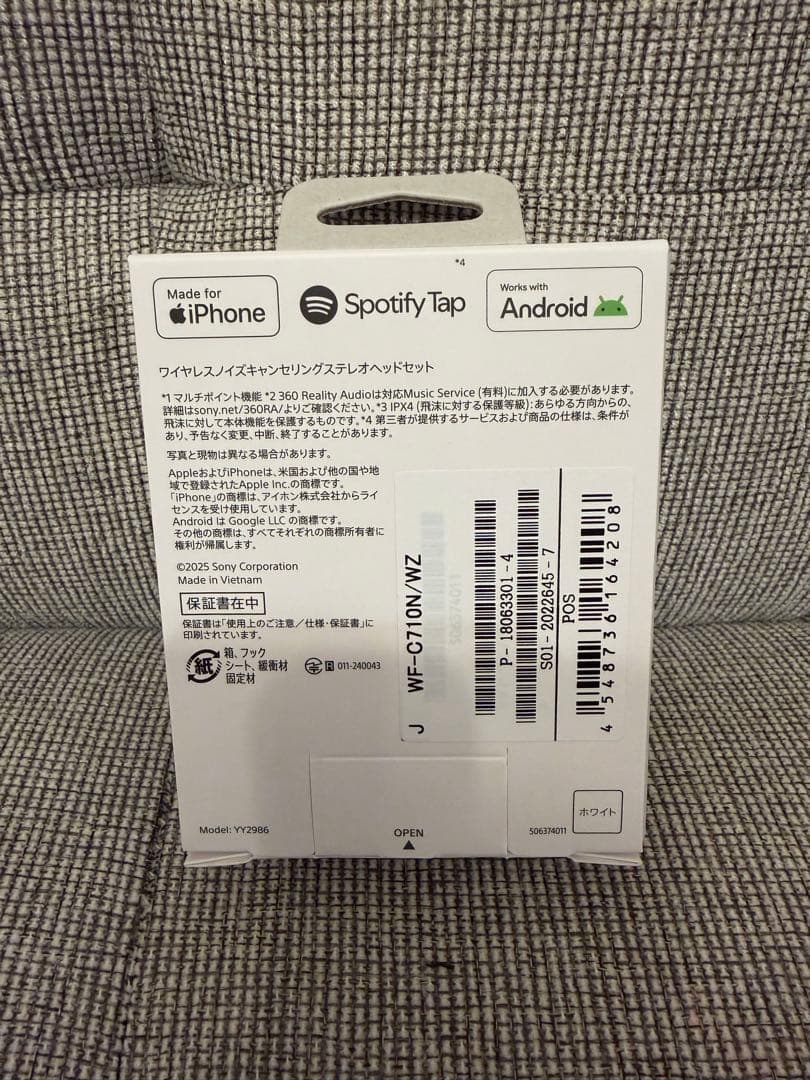 *4
Made for
iPhone
Spotify Tap
Works with
Android
ワイヤレスノイズキャンセリングステレオヘッドセット
*1 マルチポイント機能 *2 360 Reality Audioは対応Music Service (有料)に加入する必要があります。
詳細はsony.net/360RA/よりご確認ください。*3 IPX4 (飛沫に対する保護等級):あらゆる方向からの、
飛沫に対して本体機能を保護するものです。*4 第三者が提供するサービスおよび商品の仕様は、条件が
あり、予告なく変更、中断、終了することがあります。
写真と現物は異なる場合があります。
AppleおよびiPhoneは、米国および他の国や地
域で登録されたApple Inc.の商標です。
「iPhone」の商標は、アイホン株式会社からライ
センスを受け使用しています。
Android は Google LLC の商標です。
その他の商標は、すべてそれぞれの商標所有者に
権利が帰属します。
©2025 Sony Corporation
Made in Vietnam
保証書在中
保証書は「使用上のご注意/仕様・保証書」に
印刷されています。
紙
箱、フック
シート、緩衝材
固定材
R 011-240043
J WF-C710N/WZ
506374011
P- 18063301 - 4
S01- 2022645 - 7
POS
4 548736 164208
Model: YY2986
OPEN
506374011
ホワイト